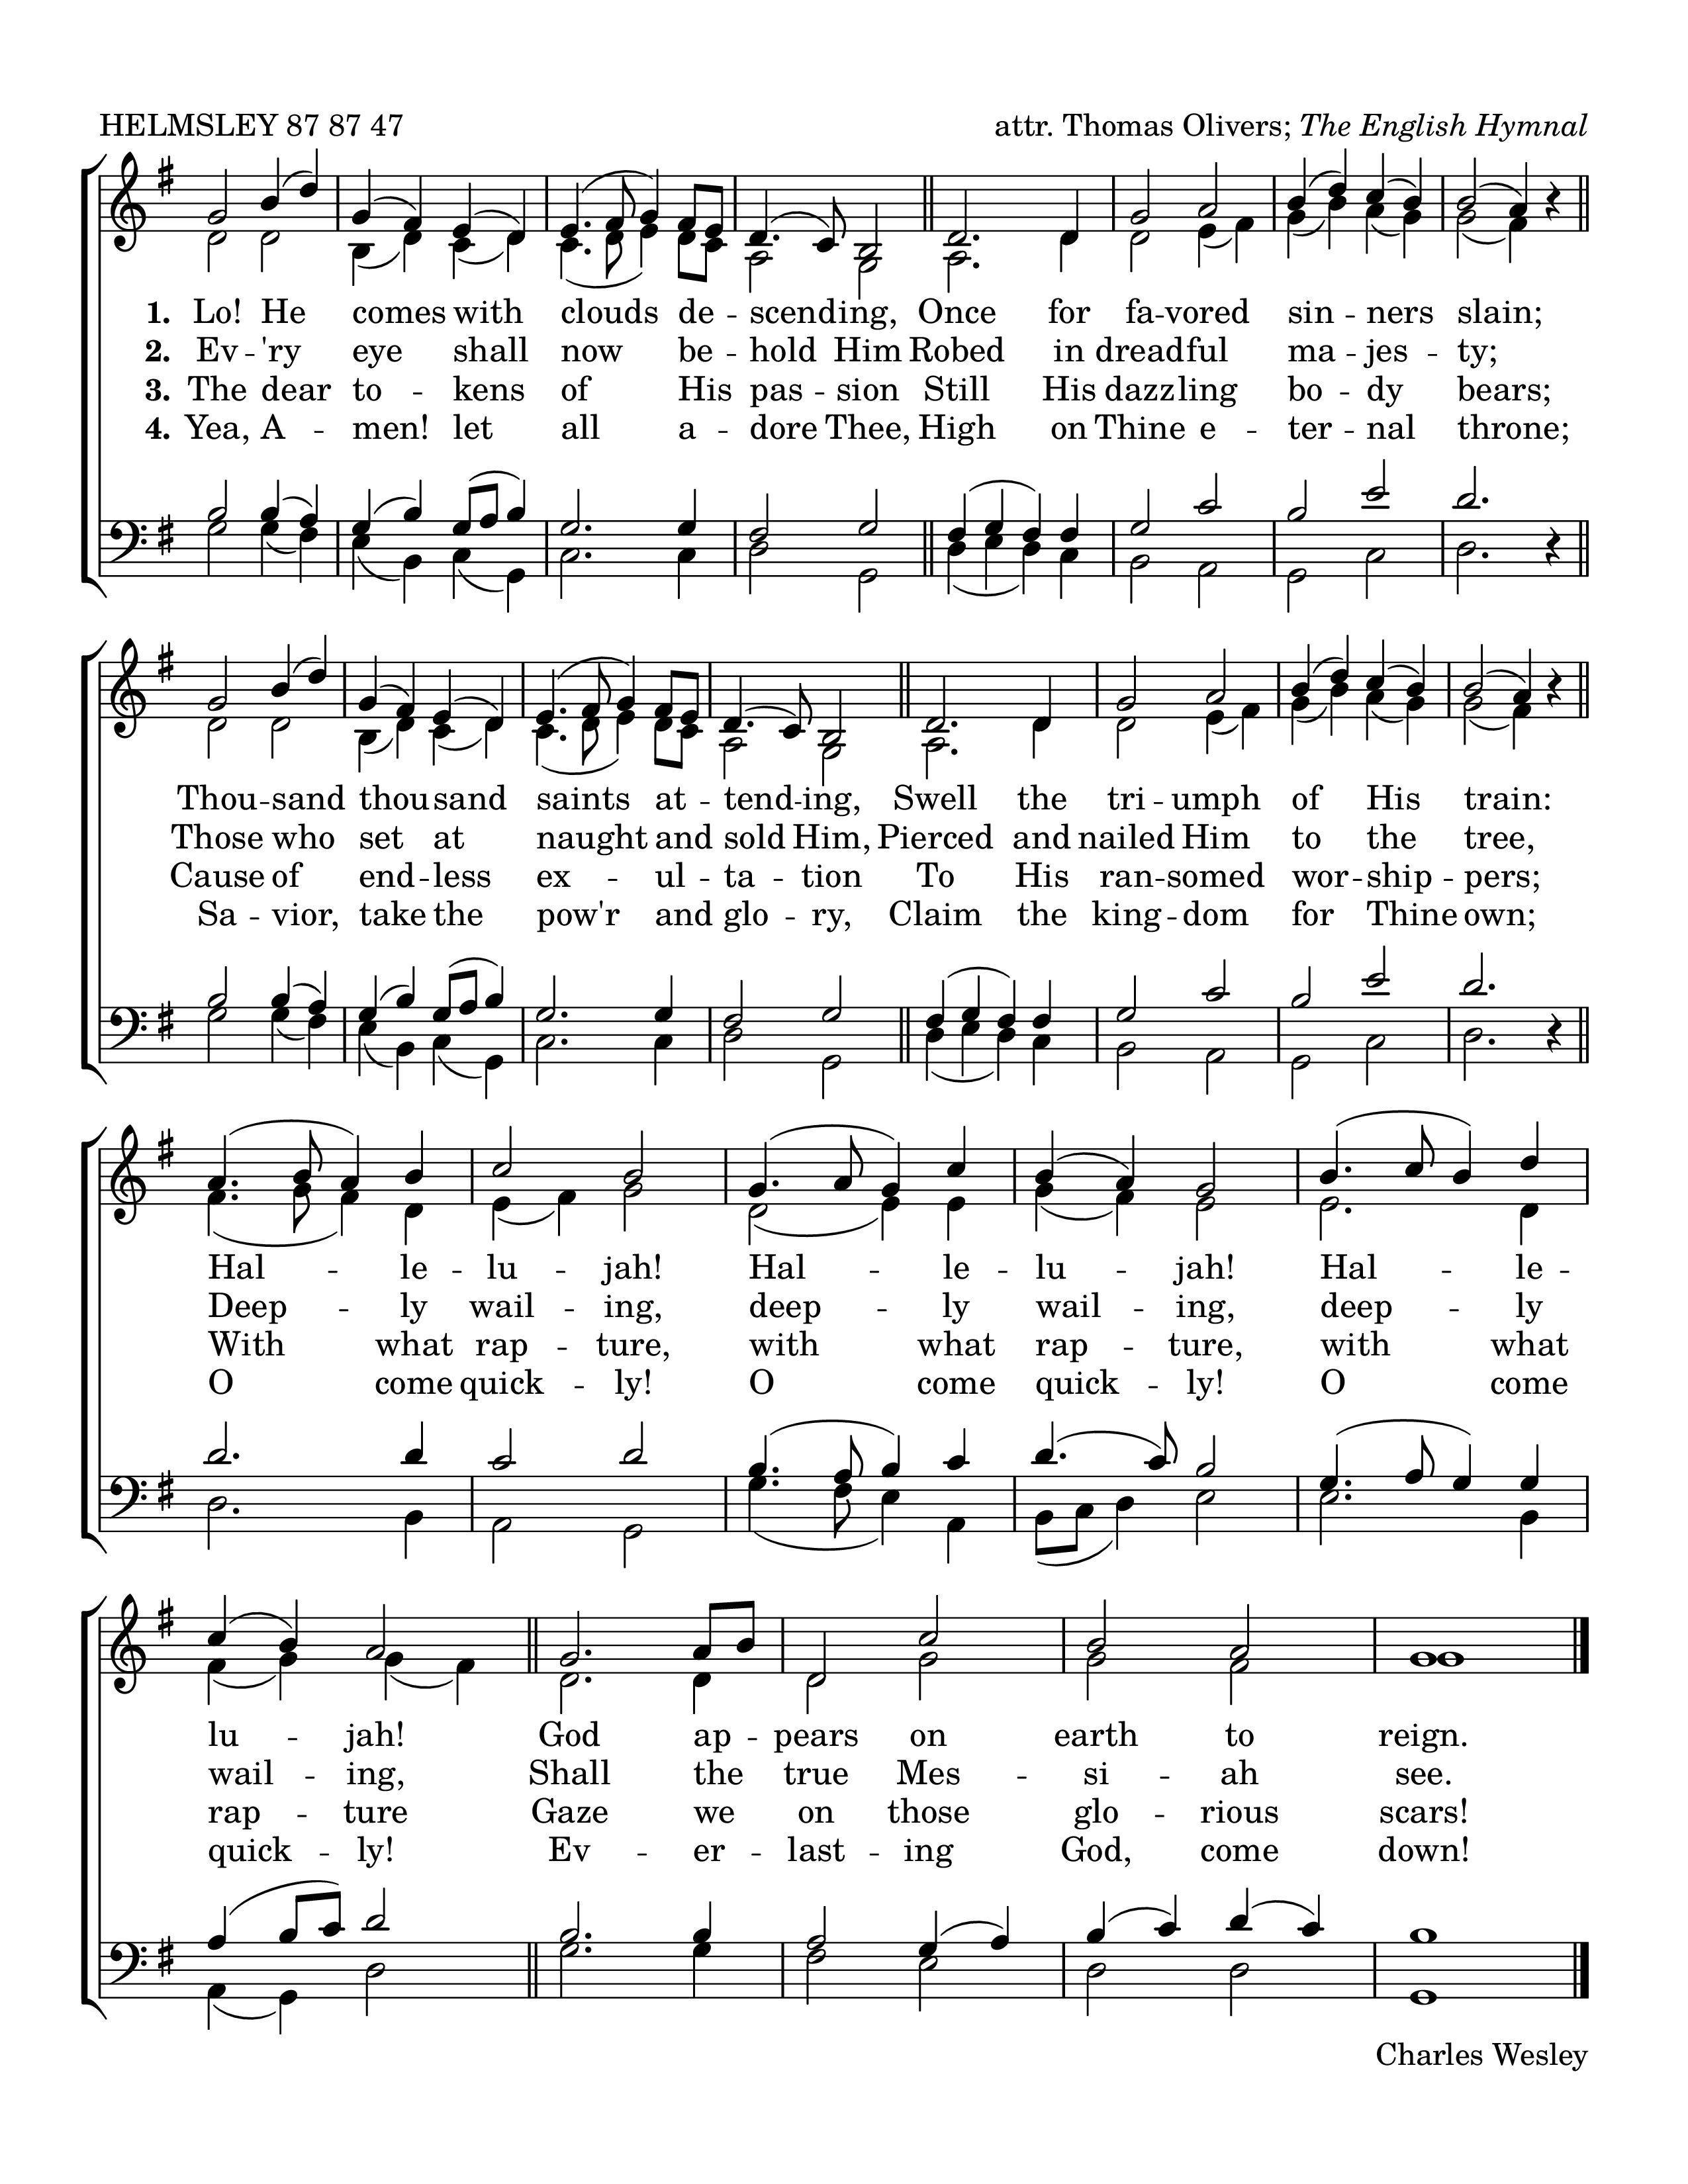 HELMSLEY 87 87 47
attr. Thomas Olivers; The English Hymnal
1. Lo! He comes with clouds de -- scending, Once for fa -- vored sin -- ners slain;
2. Ev -- 'ry eye shall now be -- hold Him Robed in dreadful ma -- jes -- ty;
3. The dear to -- kens of His pas -- sion Still His dazzling bo -- dy bears;
4. Yea, A -- men! let all a -- dore Thee, High on Thine e -- ter -- nal throne;
Thou -- sand thousand saints at -- tend -- ing, Swell the tri -- umph of His train:
Those who set at naught and sold Him, Pierced and nailed Him to the tree,
Cause of end -- less ex -- ul -- ta -- tion To His ran -- somed wor -- ship -- pers;
Sa -- vior, take the pow'r and glo -- ry, Claim the king -- dom for Thine own;
Hal -- le -- lu -- jah! Hal -- le -- lu -- jah! Hal -- le --
Deep -- ly wail -- ing, deep -- ly wail -- ing, deep -- ly
With what rap -- ture, with what rap -- ture, with what
O come quick -- ly! O come quick -- ly! O come
lu -- jah! God ap -- pears on earth to reign.
wail -- ing, Shall the true Mes -- si -- ah see.
rap -- ture Gaze we on those glo -- rious scars!
quick -- ly! Ev -- er -- last -- ing God, come down!
Charles Wesley